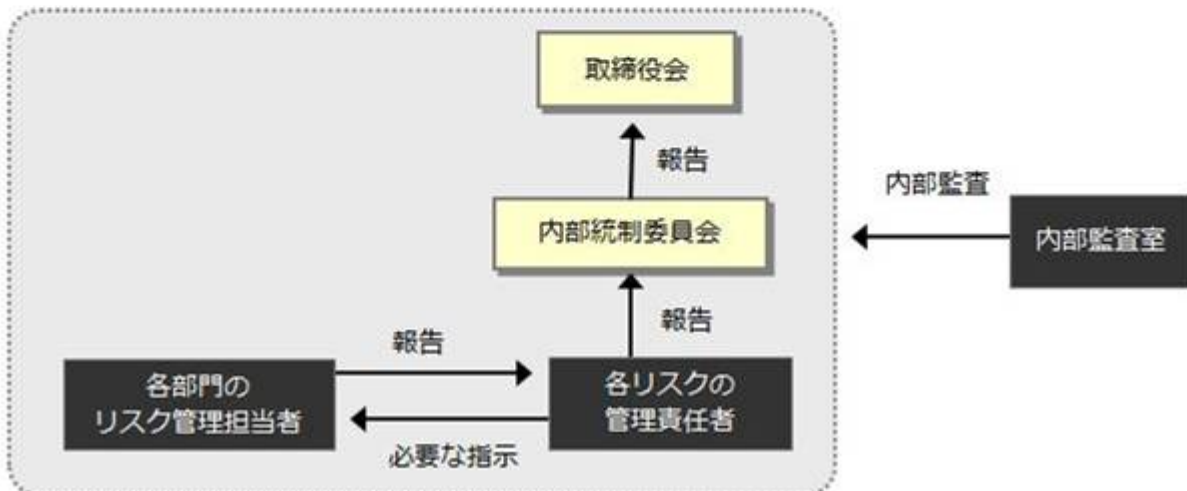 取締役会
報告
内部監査
内部統制委員会
内部監査室
報告
報告
各部門の
リスク管理担当者
各リスクの
管理責任者
必要な指示